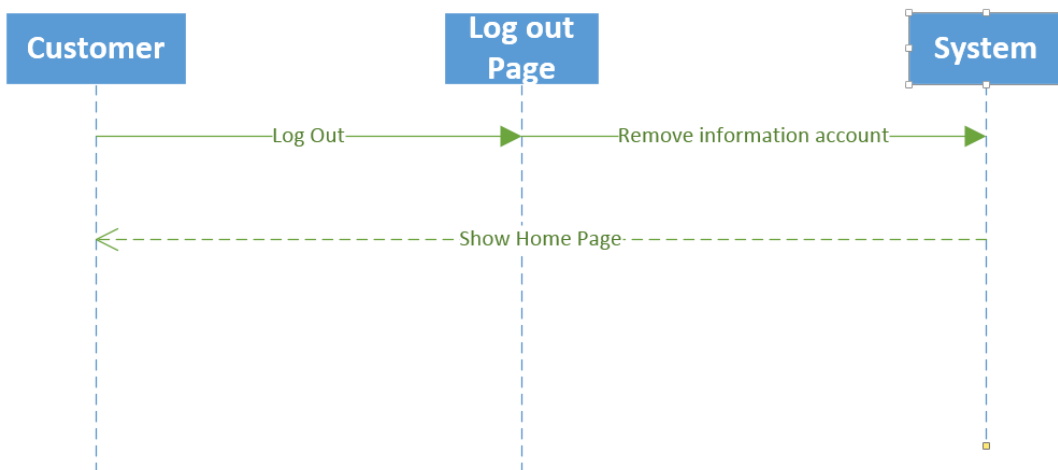 Customer
Log out
Page
System
Log Out
Remove information account
Show Home Page